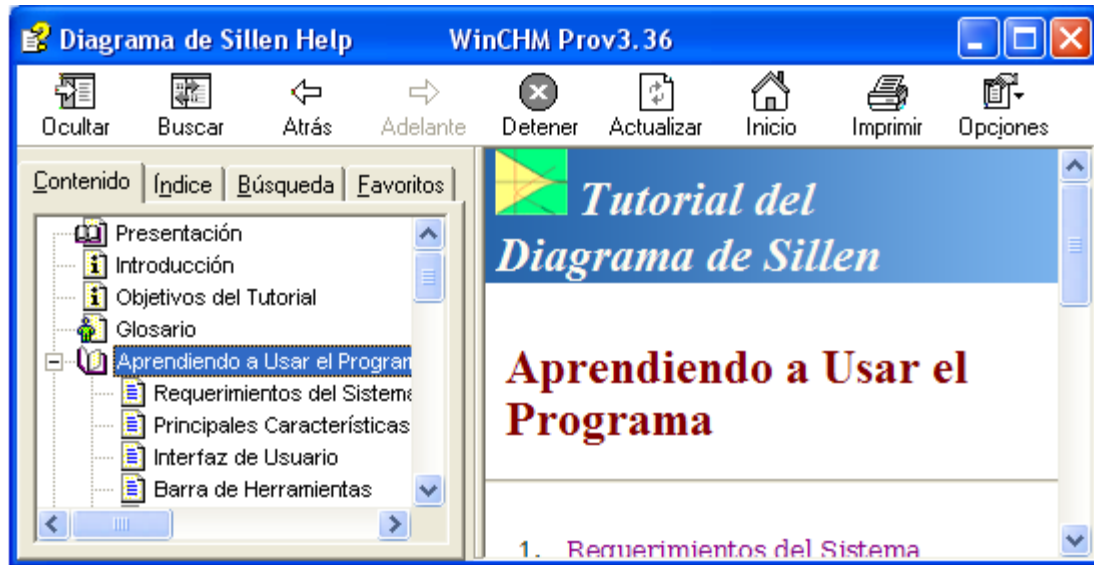 Diagrama de Sillen Help WinCHM Prov3.36
Ocultar Buscar Atrás Adelante Detener Actualizar Inicio Imprimir Opciones
Contenido Índice Búsqueda Favoritos
Presentación
Introducción
Objetivos del Tutorial
Glosario
Aprendiendo a Usar el Program
Requerimientos del Sistema
Principales Características
Interfaz de Usuario
Barra de Herramientas
Tutorial del
Diagrama de Sillen
Aprendiendo a Usar el
Programa
1. Requerimientos del Sistema